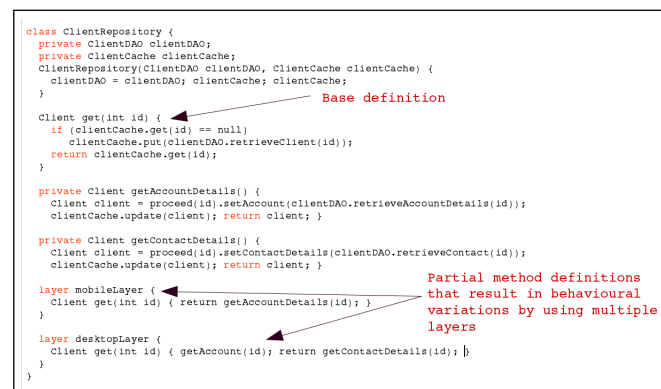 class ClientRepository {
private ClientDAO clientDAO;
private ClientCache clientCache;
ClientRepository(ClientDAO clientDAO, ClientCache clientCache) {
clientDAO = clientDAO; clientCache; clientCache;
}
Base definition
Client get(int id) {
if (clientCache.get(id) == null)
clientCache.put(clientDAO.retrieveClient(id));
return clientCache.get(id);
}
private Client getAccountDetails() {
Client client = proceed(id).setAccount(clientDAO.retrieveAccountDetails(id));
clientCache.update(client); return client; }
private Client getContactDetails() {
Client client = proceed(id).setContactDetails(clientDAO.retrieveContact(id));
clientCache.update(client); return client; }
Partial method definitions
that result in behavioural
variations by using multiple
layers
layer mobileLayer {
Client get(int id) { return getAccountDetails(id); }
}
layer desktopLayer {
Client get(int id) { getAccount(id); return getContactDetails(id); }
}
}